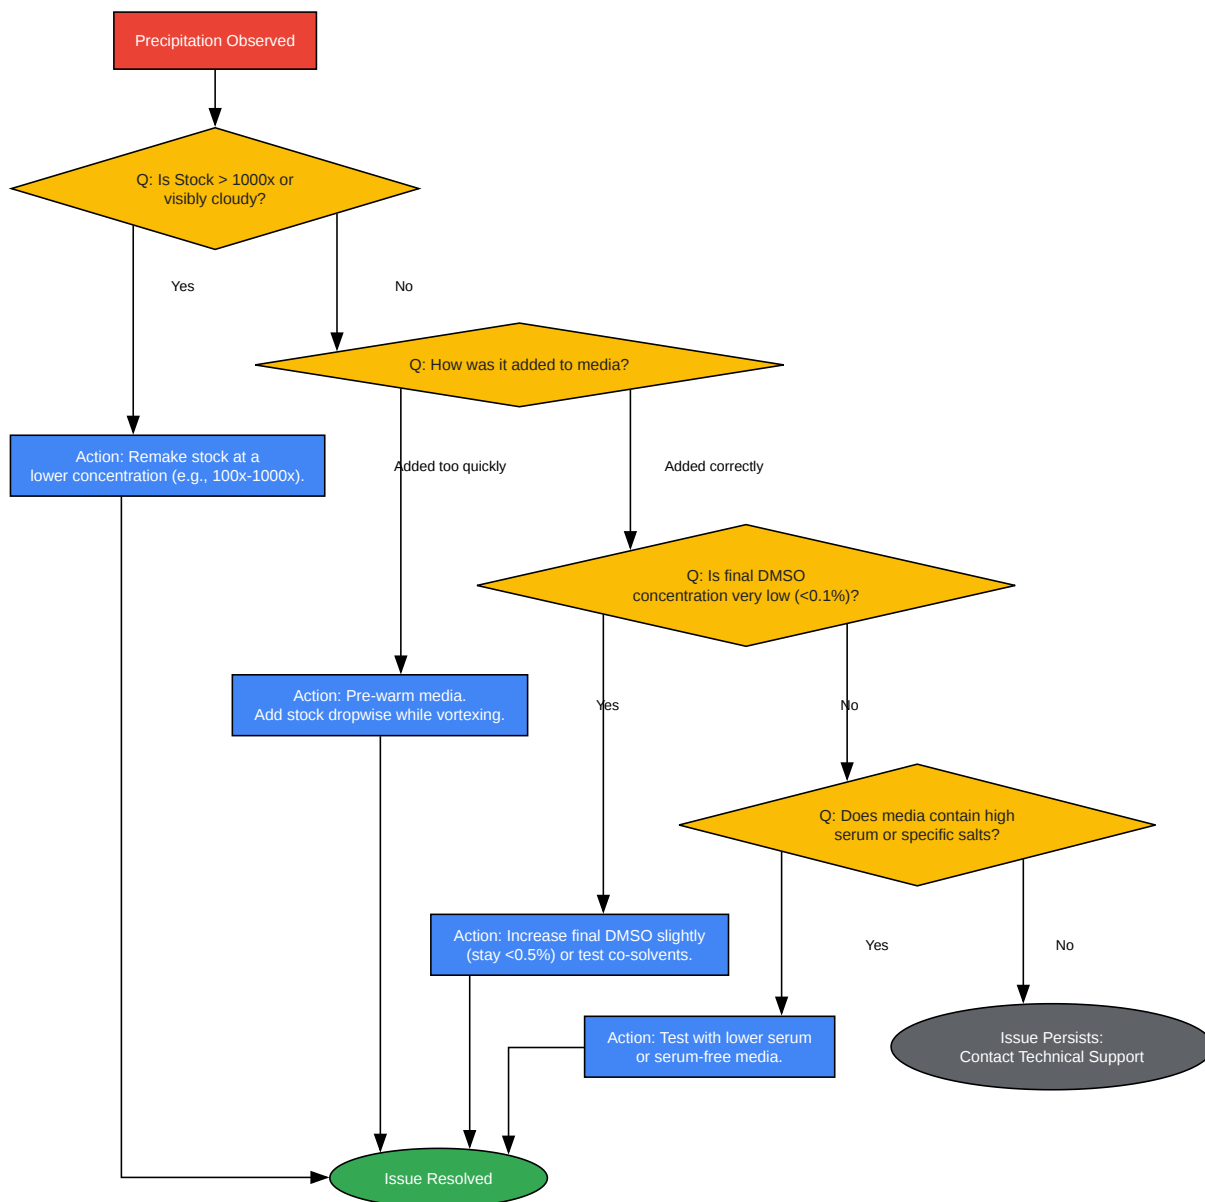 Precipitation Observed
Q: Is Stock > 1000x or
visibly cloudy?
Yes
No
Q: How was it added to media?
Action: Remake stock at a
lower concentration (e.g., 100x-1000x).
Added too quickly
Added correctly
Q: Is final DMSO
concentration very low (<0.1%)?
Action: Pre-warm media.
Add stock dropwise while vortexing.
Yes
No
Q: Does media contain high
serum or specific salts?
Action: Increase final DMSO slightly
(stay <0.5%) or test co-solvents.
Yes
No
Action: Test with lower serum
or serum-free media.
Issue Persists:
Contact Technical Support
Issue Resolved